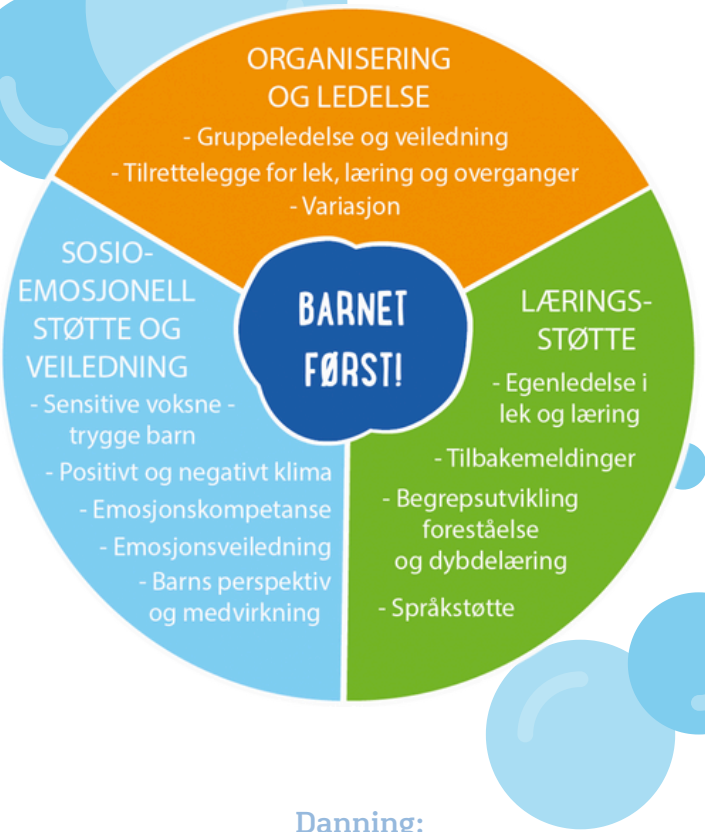 ORGANISERING
OG LEDELSE
- Gruppeledelse og veiledning
- Tilrettelegge for lek, læring og overganger
- Variasjon
SOSIO-
EMOSJONELL
STØTTE OG
VEILEDNING
- Sensitive voksne -
trygge barn
- Positivt og negativt klima
- Emosjonskompetanse
- Emosjonsveiledning
- Barns perspektiv
og medvirkning
BARNET
FØRST!
LÆRINGS-
STØTTE
- Egenledelse i
lek og læring
- Tilbakemeldinger
- Begrepsutvikling
foreståelse
og dybdelæring
- Språkstøtte
Danning: